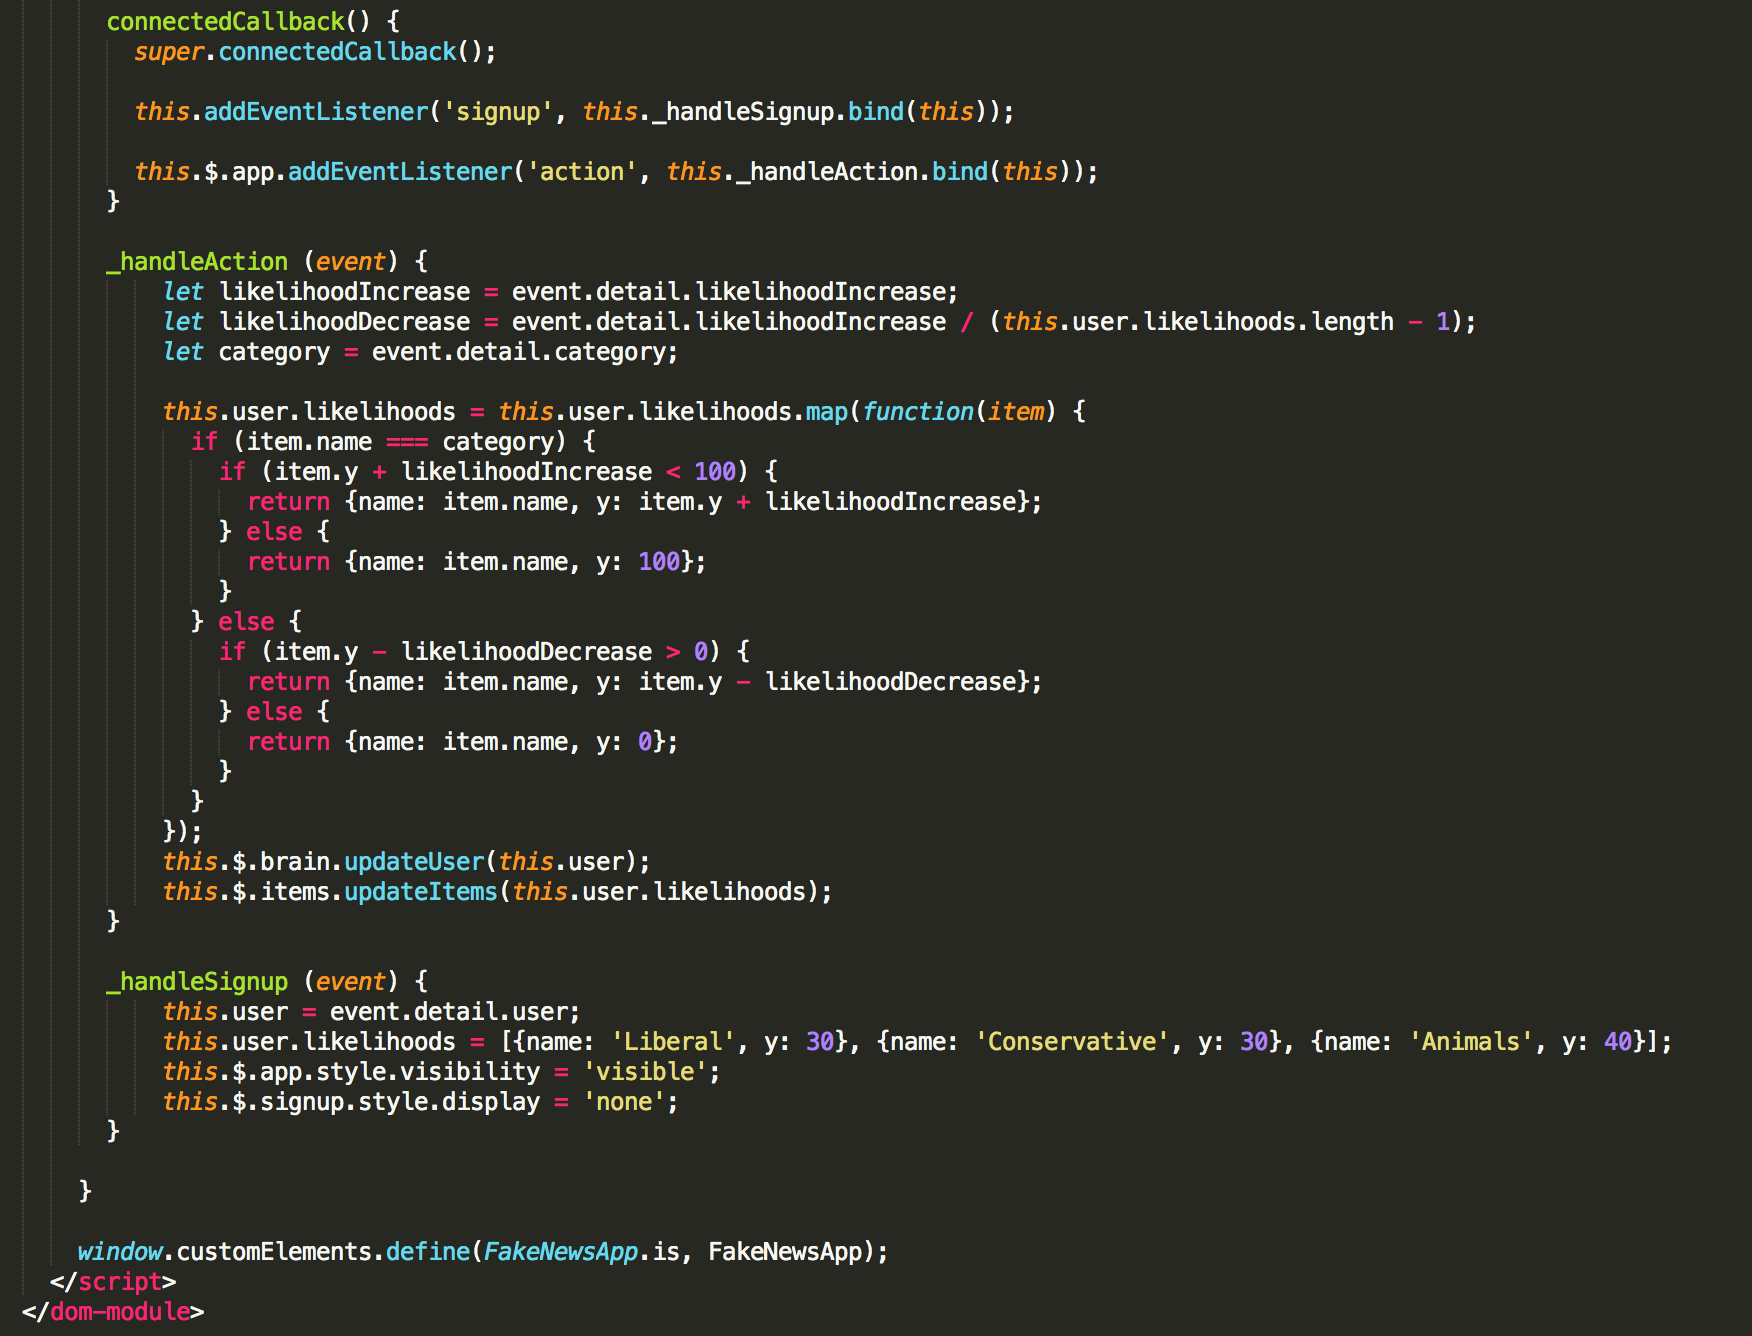 connectedCallback() {
super.connectedCallback();
this.addEventListener('signup', this._handleSignup.bind(this));
this.$.app.addEventListener('action', this._handleAction.bind(this));
}
_handleAction (event) {
let likelihoodIncrease = event.detail.likelihoodIncrease;
let likelihoodDecrease = event.detail.likelihoodIncrease / (this.user.likelihoods.length - 1);
let category = event.detail.category;
this.user.likelihoods = this.user.likelihoods.map(function(item) {
if (item.name === category) {
if (item.y + likelihoodIncrease < 100) {
return {name: item.name, y: item.y + likelihoodIncrease};
} else {
return {name: item.name, y: 100};
}
} else {
if (item.y - likelihoodDecrease > 0) {
return {name: item.name, y: item.y - likelihoodDecrease};
} else {
return {name: item.name, y: 0};
}
}
});
this.$.brain.updateUser(this.user);
this.$.items.updateItems(this.user.likelihoods);
}
_handleSignup (event) {
this.user = event.detail.user;
this.user.likelihoods = [{name: 'Liberal', y: 30}, {name: 'Conservative', y: 30}, {name: 'Animals', y: 40}];
this.$.app.style.visibility = 'visible';
this.$.signup.style.display = 'none';
}
}
window.customElements.define(FakeNewsApp.is, FakeNewsApp);
</script>
</dom-module>